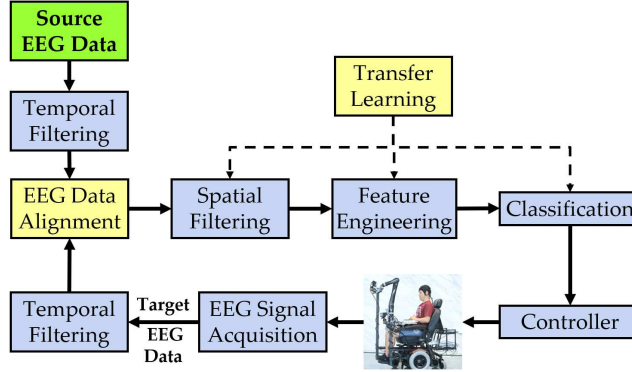 Source
EEG Data
Transfer
Learning
Temporal
Filtering
EEG Data
Alignment
Spatial
Filtering
Feature
Engineering
Classification
Temporal
Filtering
Target
EEG
Data
EEG Signal
Acquisition
Controller